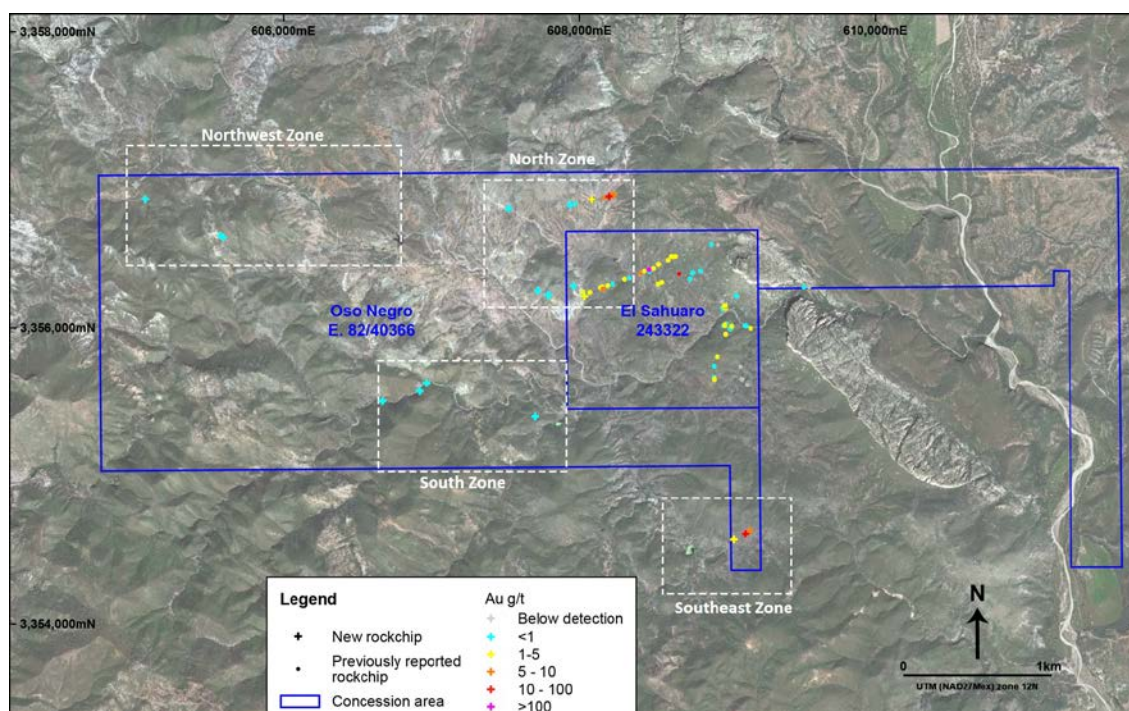 3,358,000mN
606,000mE
608,000mE
610,000mE
Northwest Zone
North Zone
Oso Negro
E. 82/40366
El Sahuaro
243322
3,356,000mN
South Zone
Southeast Zone
3,354,000mN
Legend
New rockchip
Previously reported
rockchip
Concession area
Au g/t
Below detection
<1
1-5
5 - 10
10 - 100
>100
N
0
1km
UTM (NAD27Mex) zone 12N